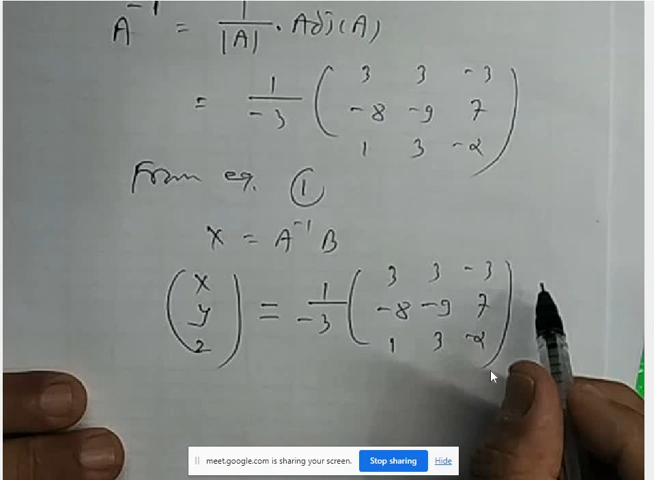 A⁻¹ = 1/|A| · Adj(A)
= 1/-3 ( 3 3 -3
-8 -9 7
1 3 -2 )
From eq. ①
X = A⁻¹ B
( x y z ) = 1/-3 ( 3 3 -3
-8 -9 7
1 3 -2 )
meet.google.com is sharing your screen. Stop sharing Hide